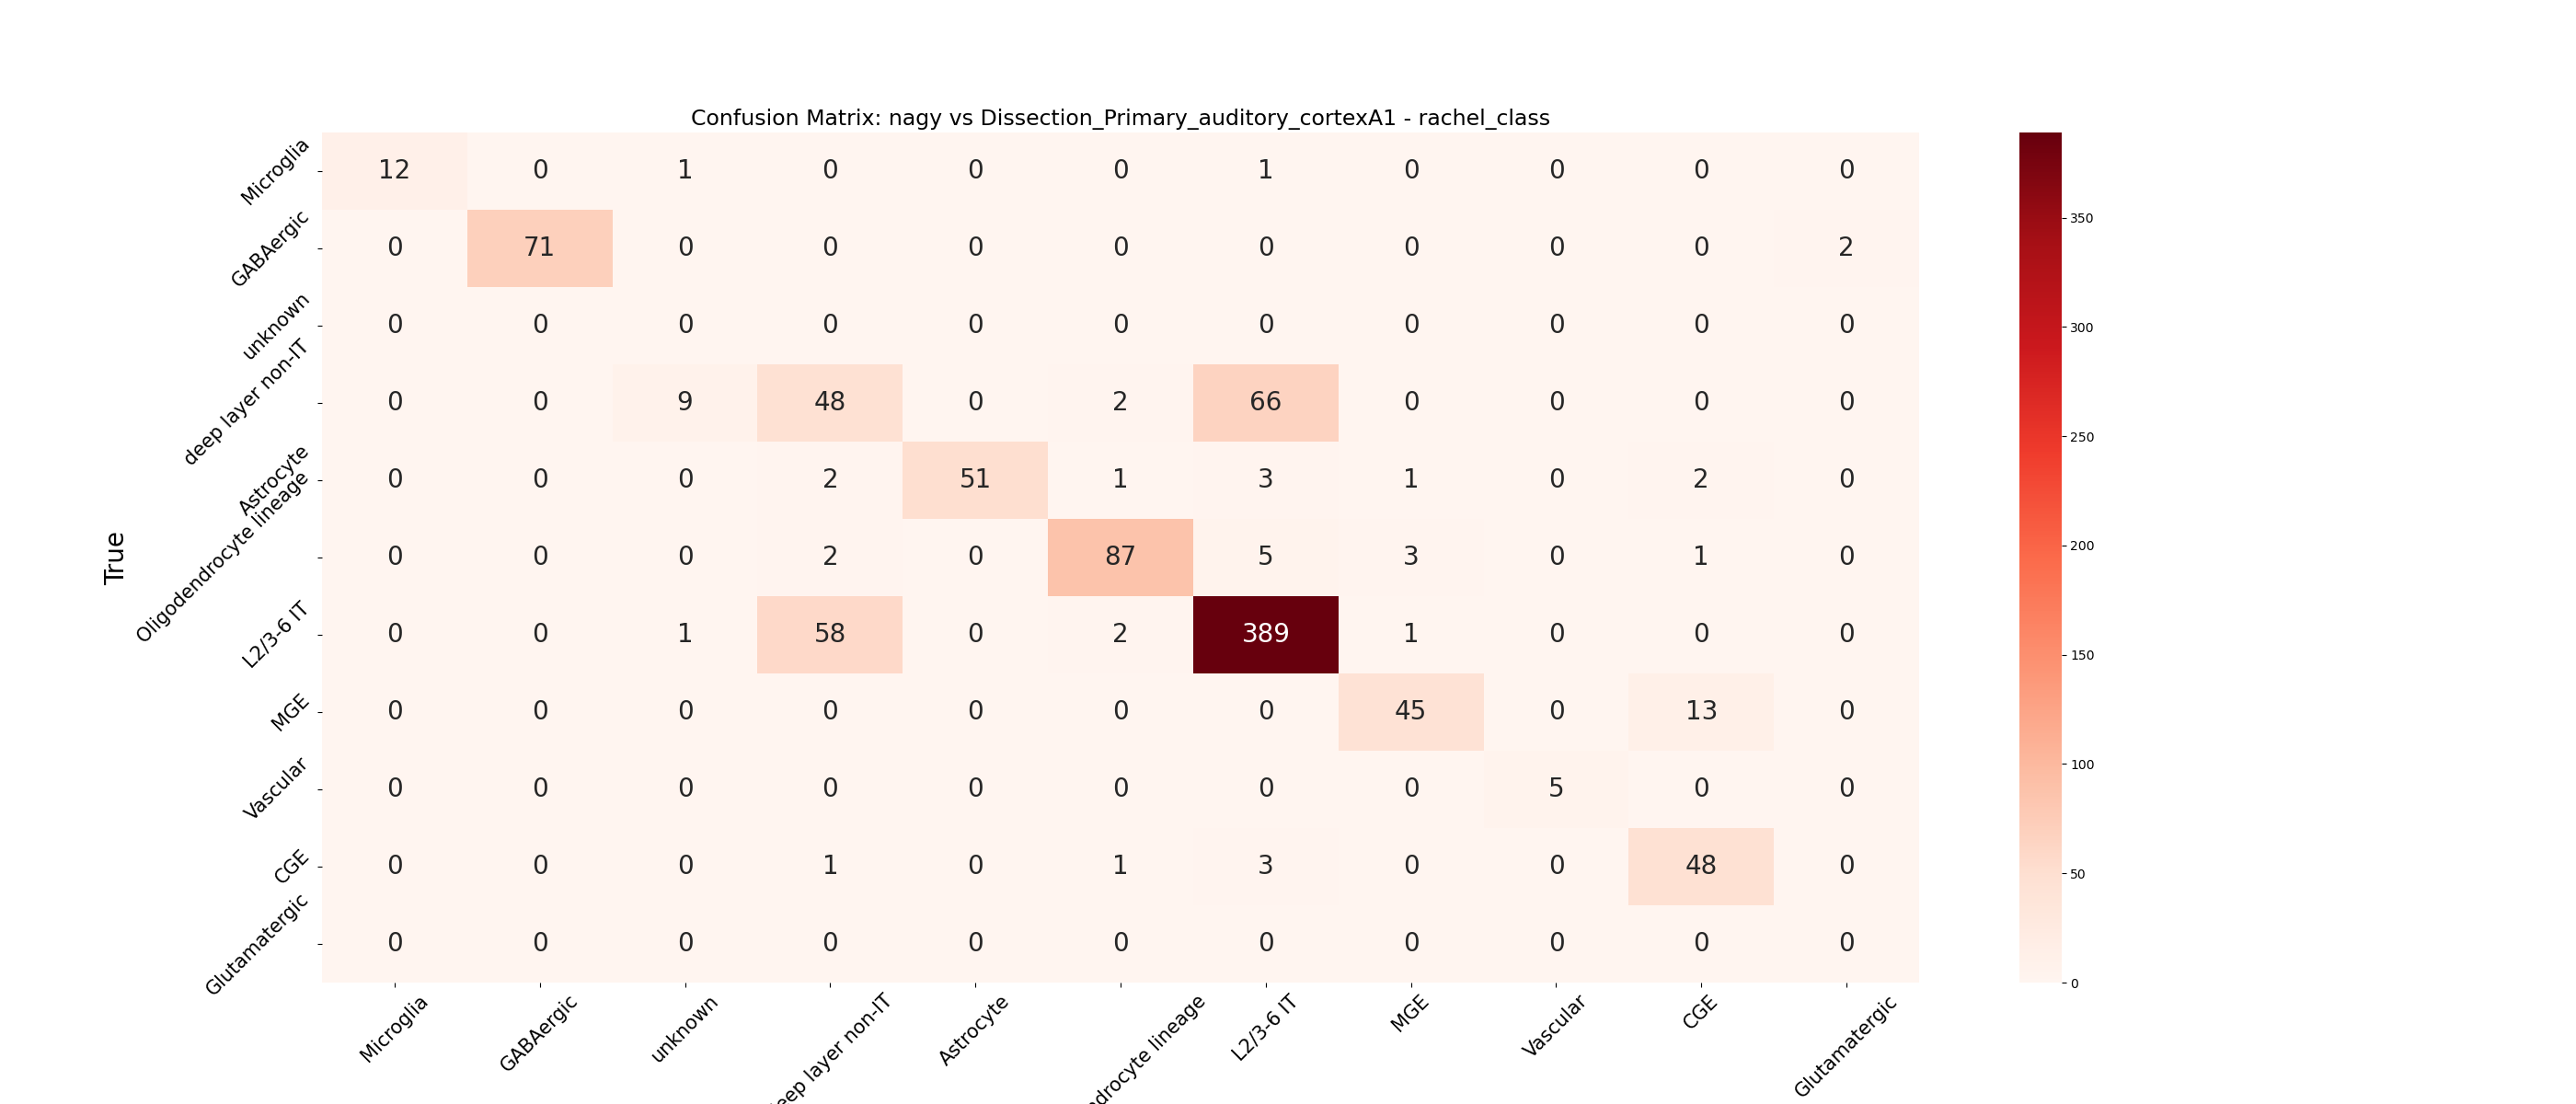 Confusion Matrix: nagy vs Dissection_Primary_auditory_cortexA1 - rachel_class
True
Microglia 12 0 1 0 0 0 1 0 0 0 0
GABAergic 0 71 0 0 0 0 0 0 0 0 2
unknown 0 0 0 0 0 0 0 0 0 0 0
deep layer non-IT 0 0 9 48 0 2 66 0 0 0 0
Astrocyte 0 0 0 2 51 1 3 1 0 2 0
Oligodendrocyte lineage 0 0 0 2 0 87 5 3 0 1 0
L2/3-6 IT 0 0 1 58 0 2 389 1 0 0 0
MGE 0 0 0 0 0 0 0 45 0 13 0
Vascular 0 0 0 0 0 0 0 0 5 0 0
CGE 0 0 0 1 0 1 3 0 0 48 0
Glutamatergic 0 0 0 0 0 0 0 0 0 0 0
Microglia GABAergic unknown eep layer non-IT Astrocyte ndrocyte lineage L2/3-6 IT MGE Vascular CGE Glutamatergic
350
300
250
200
150
100
50
0